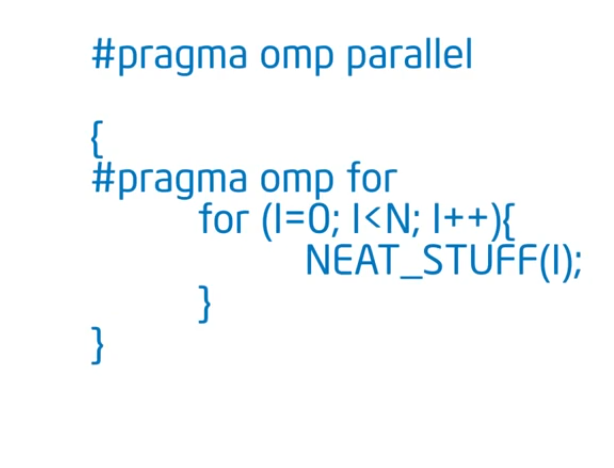 #pragma omp parallel
{
#pragma omp for
for (I=0; I<N; I++){
NEAT_STUFF(I);
}
}